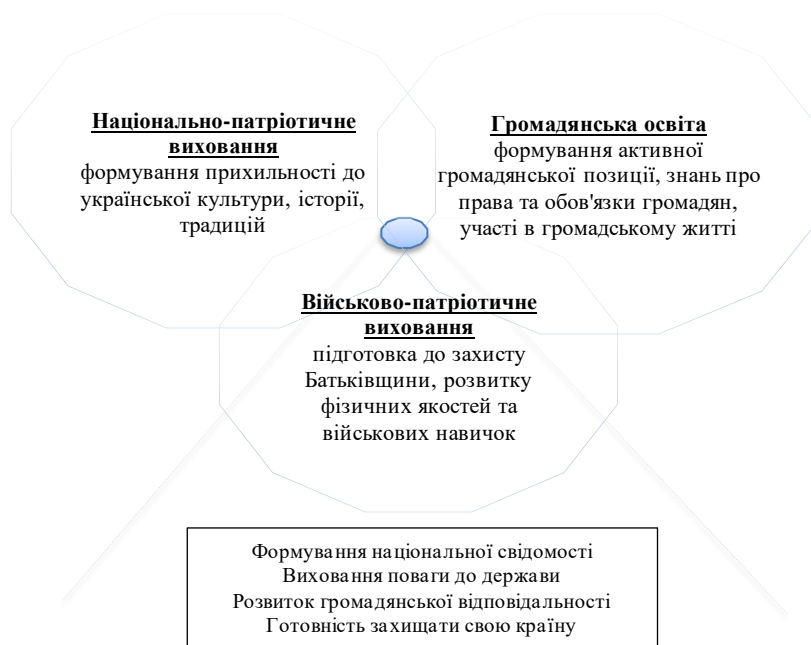 Національно-патріотичне
виховання
формування прихильності до
української культури, історії,
традицій
Громадянська освіта
формування активної
громадянської позиції, знань про
права та обов'язки громадян,
участі в громадському житті
Військово-патріотичне
виховання
підготовка до захисту
Батьківщини, розвитку
фізичних якостей та
військових навичок
Формування національної свідомості
Виховання поваги до держави
Розвиток громадянської відповідальності
Готовність захищати свою країну